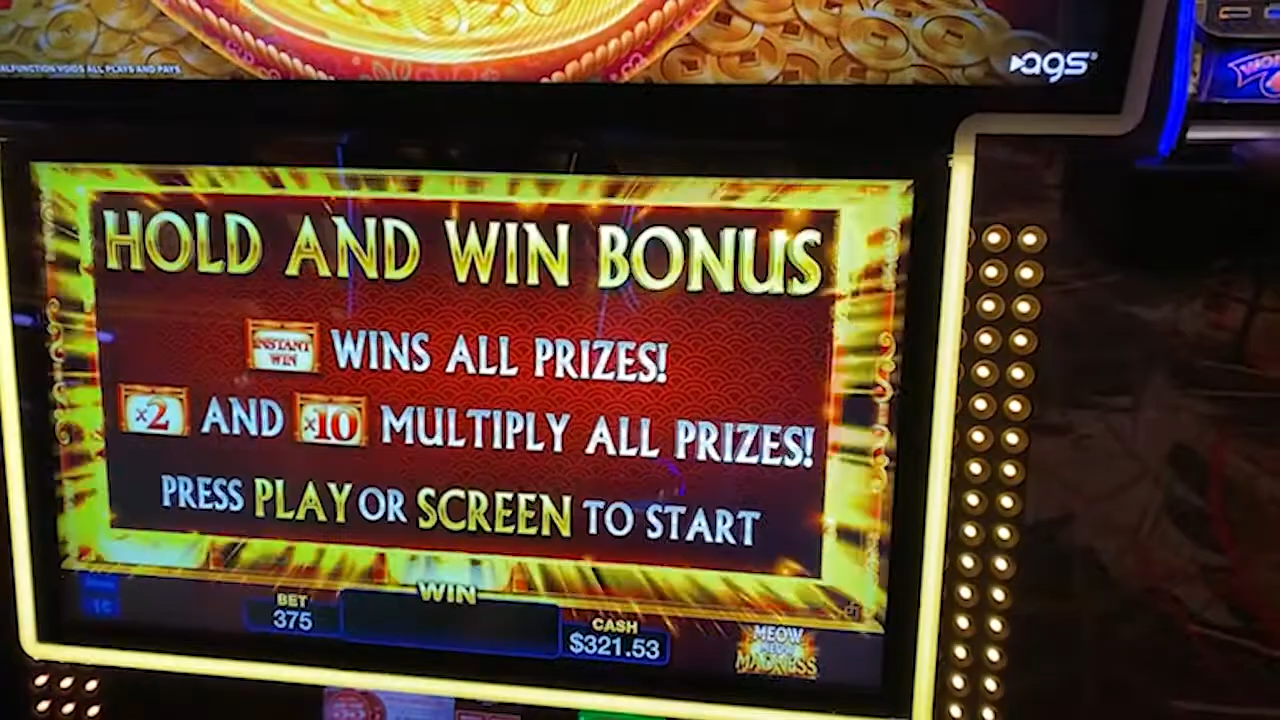 MALFUNCTION VOIDS ALL PLAYS AND PAYS
ags
HOLD AND WIN BONUS
INSTANT WIN WINS ALL PRIZES!
x2 AND x10 MULTIPLY ALL PRIZES!
PRESS PLAY OR SCREEN TO START
1¢
BET
375
WIN
CASH
$321.53
MEOW
MADNESS